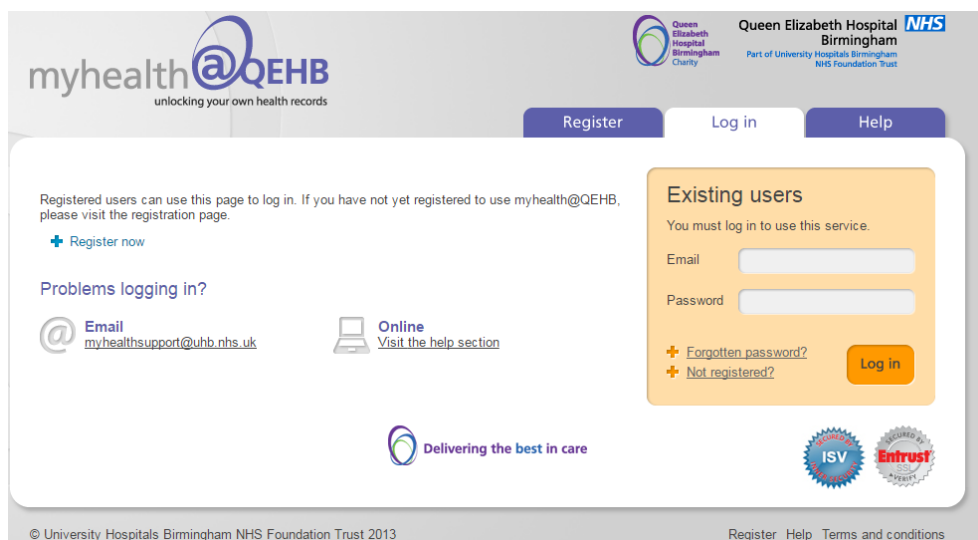 myhealth@QEHB
unlocking your own health records
Queen
Elizabeth
Hospital
Birmingham
Charity
Queen Elizabeth Hospital NHS
Birmingham
Part of University Hospitals Birmingham
NHS Foundation Trust
Register
Log in
Help
Registered users can use this page to log in. If you have not yet registered to use myhealth@QEHB,
please visit the registration page.
Register now
Problems logging in?
Email
myhealthsupport@uhb.nhs.uk
Online
Visit the help section
Existing users
You must log in to use this service.
Email
Password
Forgotten password?
Not registered?
Log in
Delivering the best in care
SECURED BY
ISV
SECURED BY
Entrust
SSL
VERIFY
© University Hospitals Birmingham NHS Foundation Trust 2013
Register Help Terms and conditions